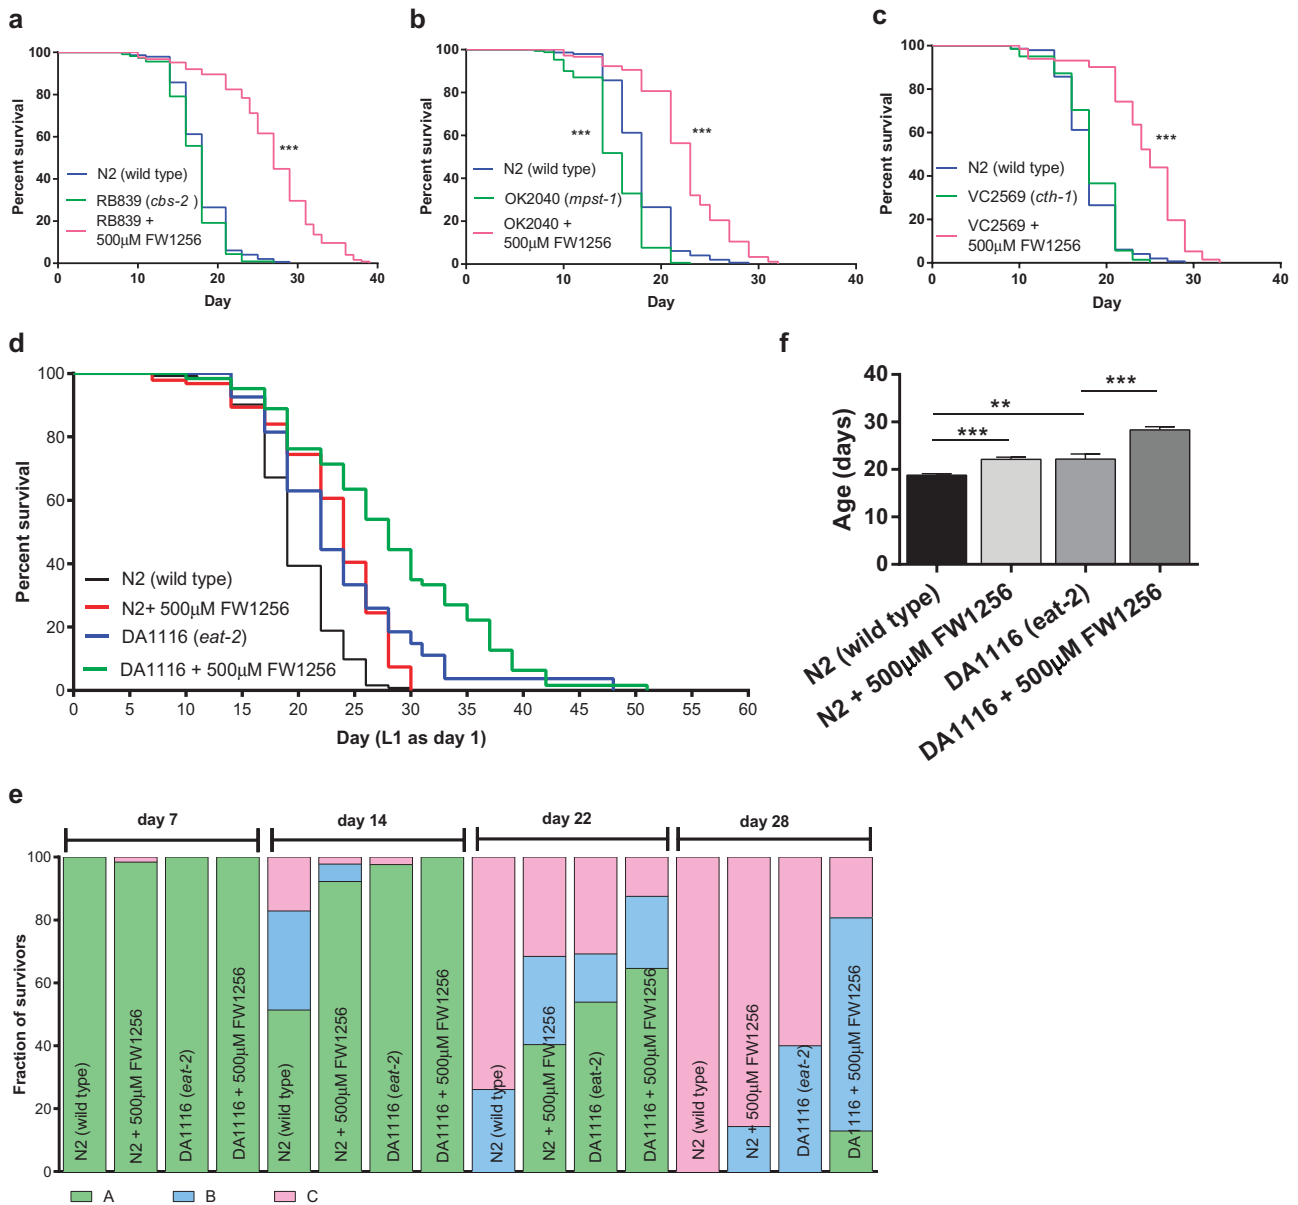 a
100
80
60
40
20
0
Percent survival
***
N2 (wild type)
RB839 (cbs-2 )
RB839 +
500µM FW1256
0 10 20 30 40
Day
b
100
80
60
40
20
0
Percent survival
***
***
N2 (wild type)
OK2040 (mpst-1)
OK2040 +
500µM FW1256
0 10 20 30 40
Day
c
100
80
60
40
20
0
Percent survival
***
N2 (wild type)
VC2569 (cth-1)
VC2569 +
500µM FW1256
0 10 20 30 40
Day
d
100
80
60
40
20
0
Percent survival
N2 (wild type)
N2+ 500µM FW1256
DA1116 (eat-2)
DA1116 + 500µM FW1256
0 5 10 15 20 25 30 35 40 45 50 55 60
Day (L1 as day 1)
f
40
30
20
10
0
Age (days)
***
**
***
N2 (wild type)
N2 + 500µM FW1256
DA1116 (eat-2)
DA1116 + 500µM FW1256
e
day 7 day 14 day 22 day 28
100
80
60
40
20
0
Fraction of survivors
N2 (wild type)
N2 + 500µM FW1256
DA1116 (eat-2)
DA1116 + 500µM FW1256
N2 (wild type)
N2 + 500µM FW1256
DA1116 (eat-2)
DA1116 + 500µM FW1256
N2 (wild type)
N2 + 500µM FW1256
DA1116 (eat-2)
DA1116 + 500µM FW1256
N2 (wild type)
N2 + 500µM FW1256
DA1116 (eat-2)
DA1116 + 500µM FW1256
A B C